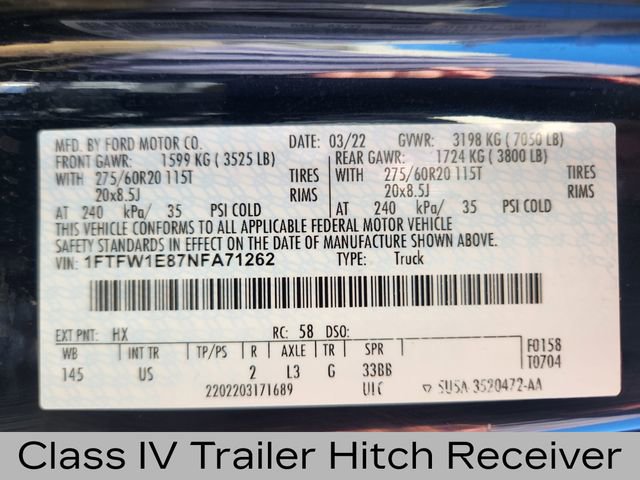 MFD. BY FORD MOTOR CO. DATE: 03/22 GVWR: 3198 KG ( 7050 LB)
FRONT GAWR: 1599 KG ( 3525 LB) REAR GAWR: 1724 KG ( 3800 LB)
WITH 275/60R20 115T TIRES WITH 275/60R20 115T TIRES
20x8.5J RIMS 20x8.5J RIMS
AT 240 kPa/ 35 PSI COLD AT 240 kPa/ 35 PSI COLD
THIS VEHICLE CONFORMS TO ALL APPLICABLE FEDERAL MOTOR VEHICLE
SAFETY STANDARDS IN EFFECT ON THE DATE OF MANUFACTURE SHOWN ABOVE.
VIN: 1FTFW1E87NFA71262 TYPE: Truck
EXT PNT: HX RC: 58 DSO:
WB INT TR TP/PS R AXLE TR SPR F0158
145 US 2 L3 G 33BB T0704
2202203171689 UIC ▽ SU5A 3520472-AA
Class IV Trailer Hitch Receiver